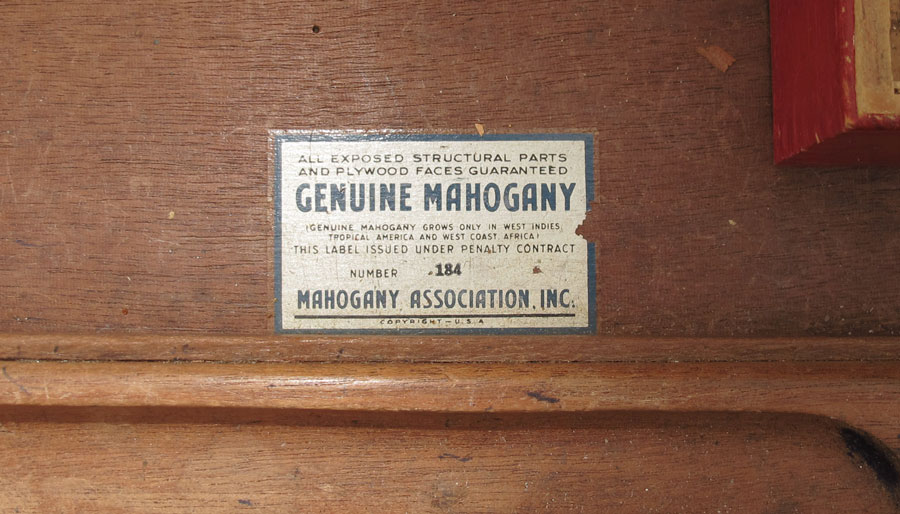 ALL EXPOSED STRUCTURAL PARTS
AND PLYWOOD FACES GUARANTEED
GENUINE MAHOGANY
(GENUINE MAHOGANY GROWS ONLY IN WEST INDIES,
TROPICAL AMERICA AND WEST COAST AFRICA)
THIS LABEL ISSUED UNDER PENALTY CONTRACT
NUMBER 184
MAHOGANY ASSOCIATION, INC.
COPYRIGHT - U.S.A